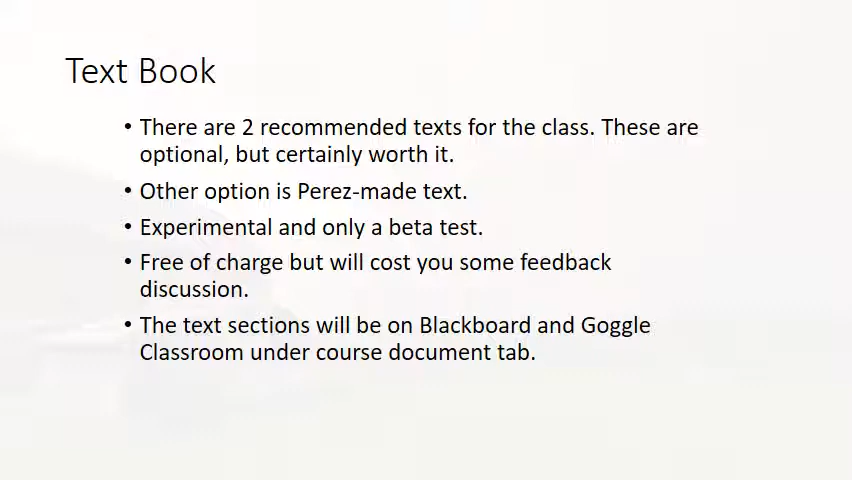 Text Book
• There are 2 recommended texts for the class. These are
optional, but certainly worth it.
• Other option is Perez-made text.
• Experimental and only a beta test.
• Free of charge but will cost you some feedback
discussion.
• The text sections will be on Blackboard and Goggle
Classroom under course document tab.